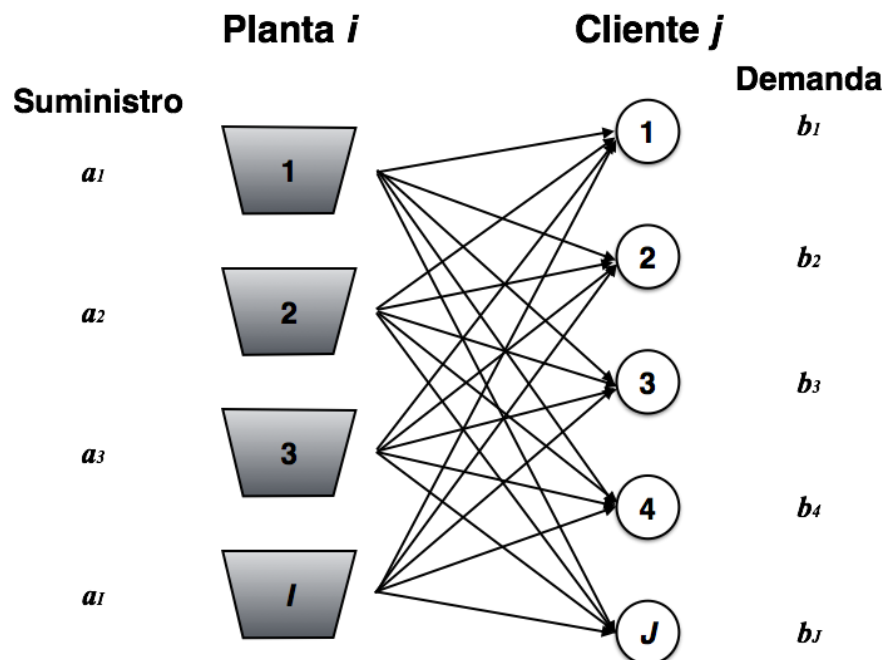 Planta i Cliente j
Suministro Demanda
a1 1 1 b1
a2 2 2 b2
a3 3 3 b3
4 b4
aI I J bJ